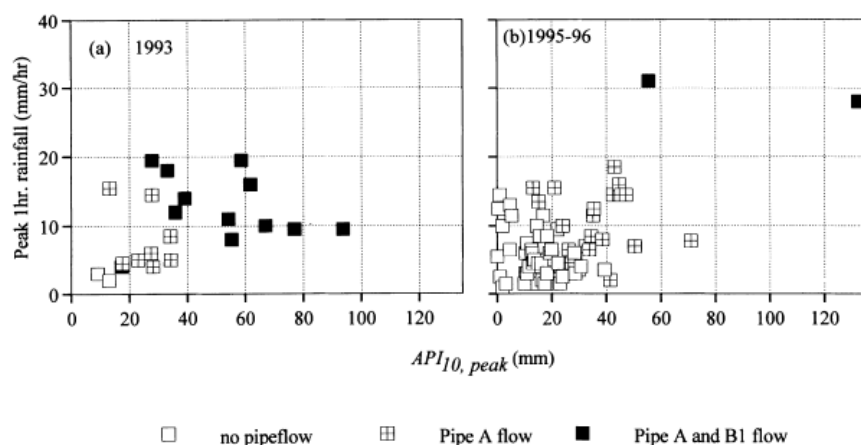 (a) 1993
(b)1995-96
Peak 1hr. rainfall (mm/hr)
40
30
20
10
0
0 20 40 60 80 100 120
0 20 40 60 80 100 120
API10, peak (mm)
no pipeflow
Pipe A flow
Pipe A and B1 flow